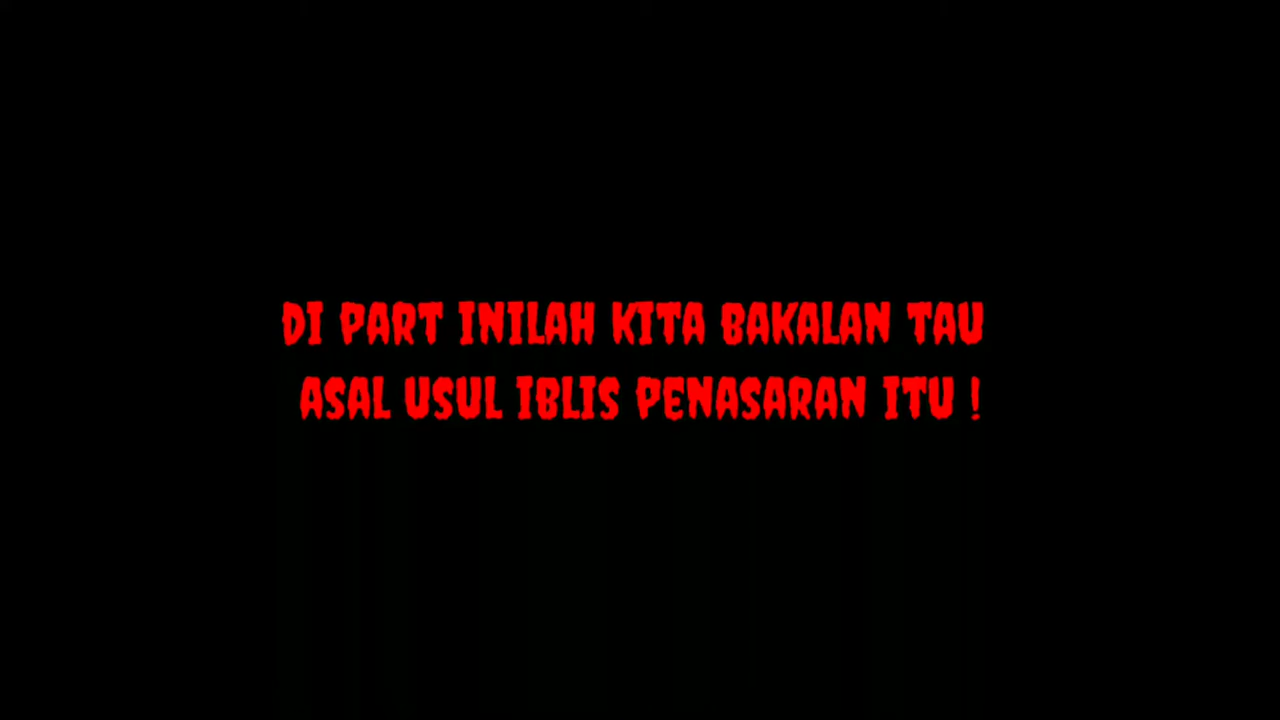 DI PART INILAH KITA BAKALAN TAU
ASAL USUL IBLIS PENASARAN ITU !